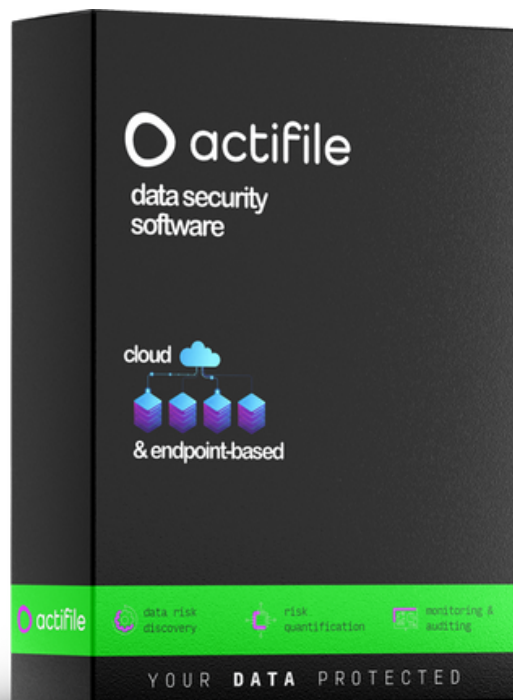 actifile
data security
software
cloud
& endpoint-based
actifile
data risk
discovery
risk
quantification
monitoring &
auditing
YOUR DATA PROTECTED